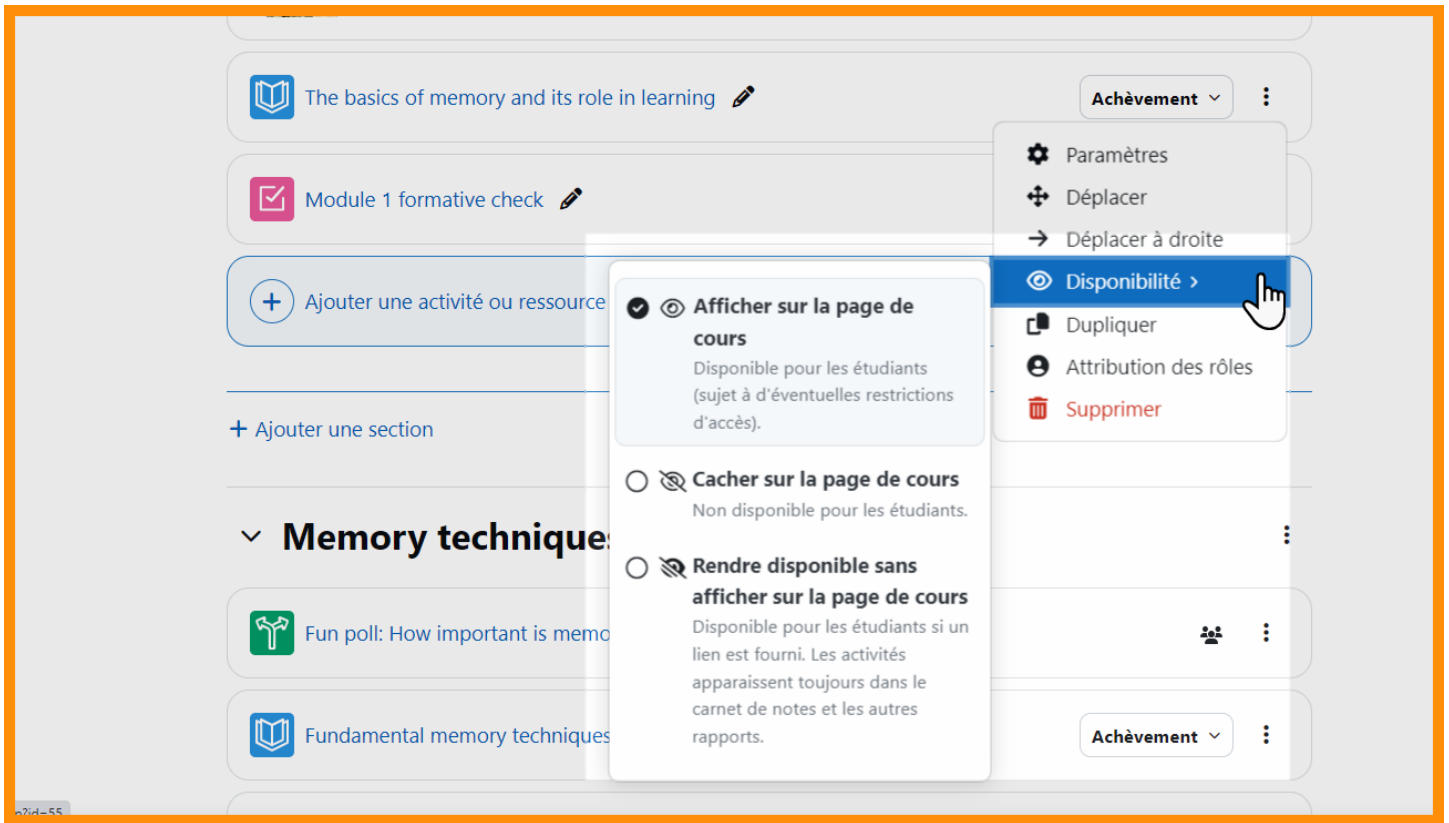 The basics of memory and its role in learning
Achèvement
Module 1 formative check
Paramètres
Déplacer
Déplacer à droite
Disponibilité >
Dupliquer
Attribution des rôles
Supprimer
Ajouter une activité ou ressource
Afficher sur la page de
cours
Disponible pour les étudiants
(sujet à d'éventuelles restrictions
d'accès).
Cacher sur la page de cours
Non disponible pour les étudiants.
Rendre disponible sans
afficher sur la page de cours
Disponible pour les étudiants si un
lien est fourni. Les activités
apparaissent toujours dans le
carnet de notes et les autres
rapports.
+ Ajouter une section
Memory techniques
Fun poll: How important is memo
Fundamental memory techniques
Achèvement